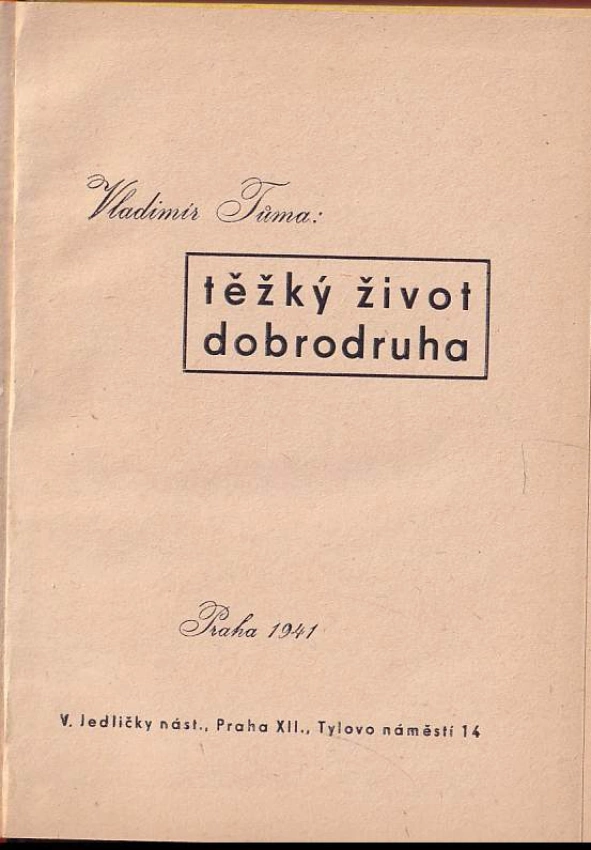 Vladimír Tůma:
těžký život
dobrodruha
Praha 1941
V. Jedličky nást., Praha XII., Tylovo náměstí 14